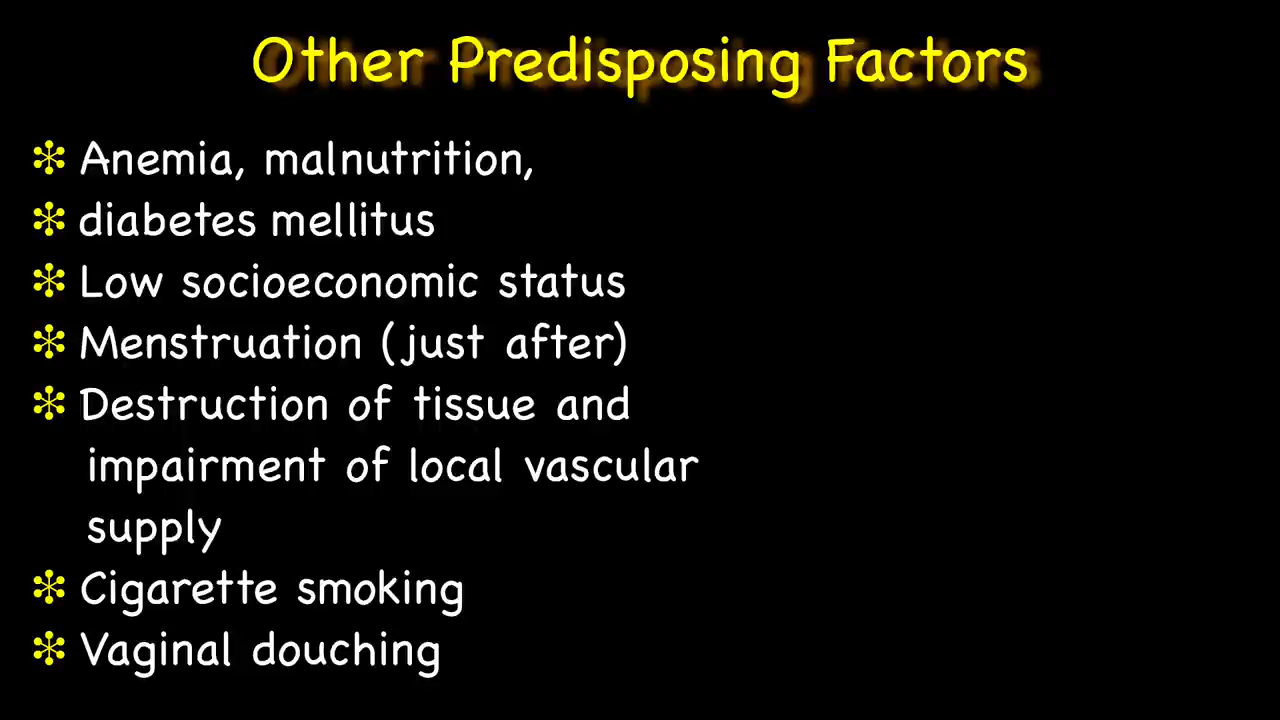 Other Predisposing Factors
❇ Anemia, malnutrition,
❇ diabetes mellitus
❇ Low socioeconomic status
❇ Menstruation (just after)
❇ Destruction of tissue and
impairment of local vascular
supply
❇ Cigarette smoking
❇ Vaginal douching